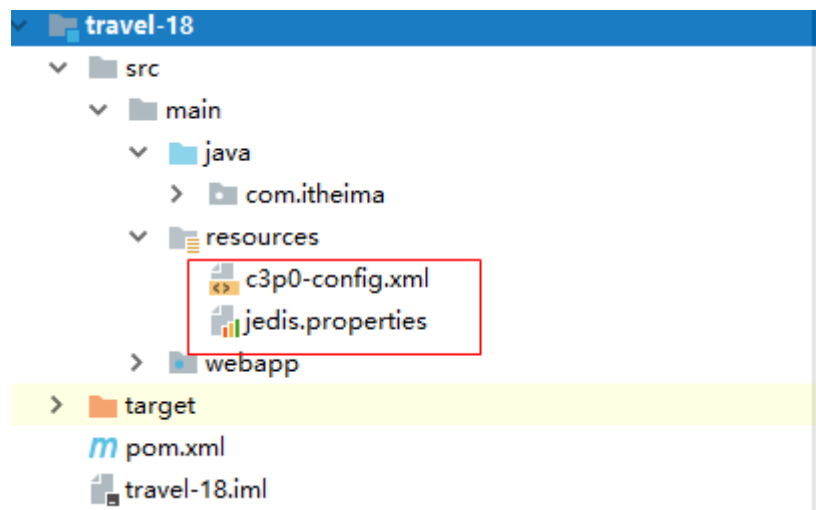 travel-18
src
main
java
com.itheima
resources
c3p0-config.xml
jedis.properties
webapp
target
pom.xml
travel-18.iml